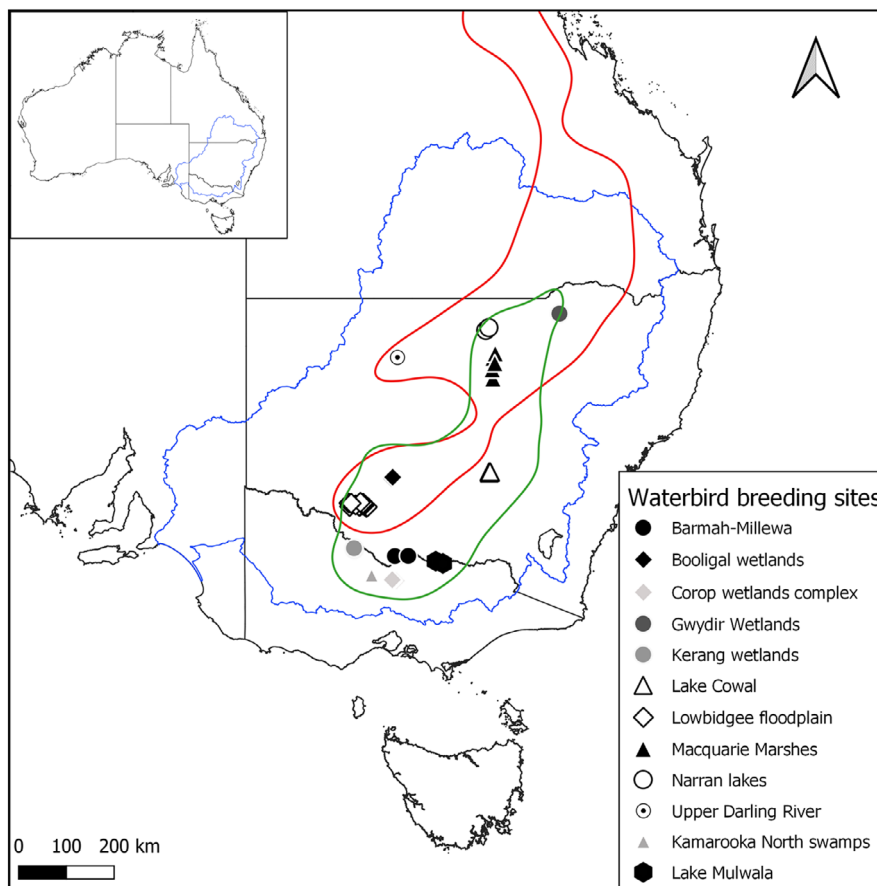 Waterbird breeding sites
Barmah-Millewa
Booligal wetlands
Corop wetlands complex
Gwydir Wetlands
Kerang wetlands
Lake Cowal
Lowbidgee floodplain
Macquarie Marshes
Narran lakes
Upper Darling River
Kamarooka North swamps
Lake Mulwala
0 100 200 km